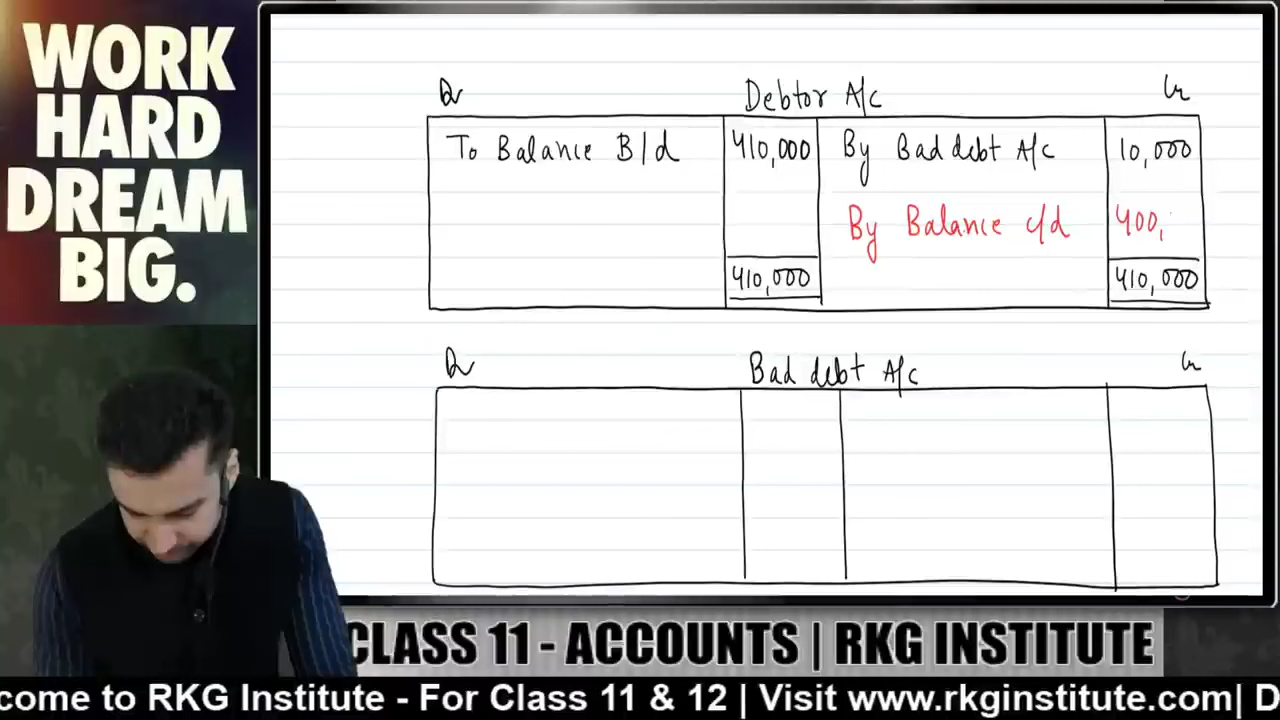 WORK
HARD
DREAM
BIG.
Dr Debtor A/c Cr
To Balance B/d 410,000 By Bad debt A/c 10,000
By Balance c/d 400,
410,000 410,000
Dr Bad debt A/c Cr
CLASS 11 - ACCOUNTS | RKG INSTITUTE
come to RKG Institute - For Class 11 & 12 | Visit www.rkginstitute.com| D